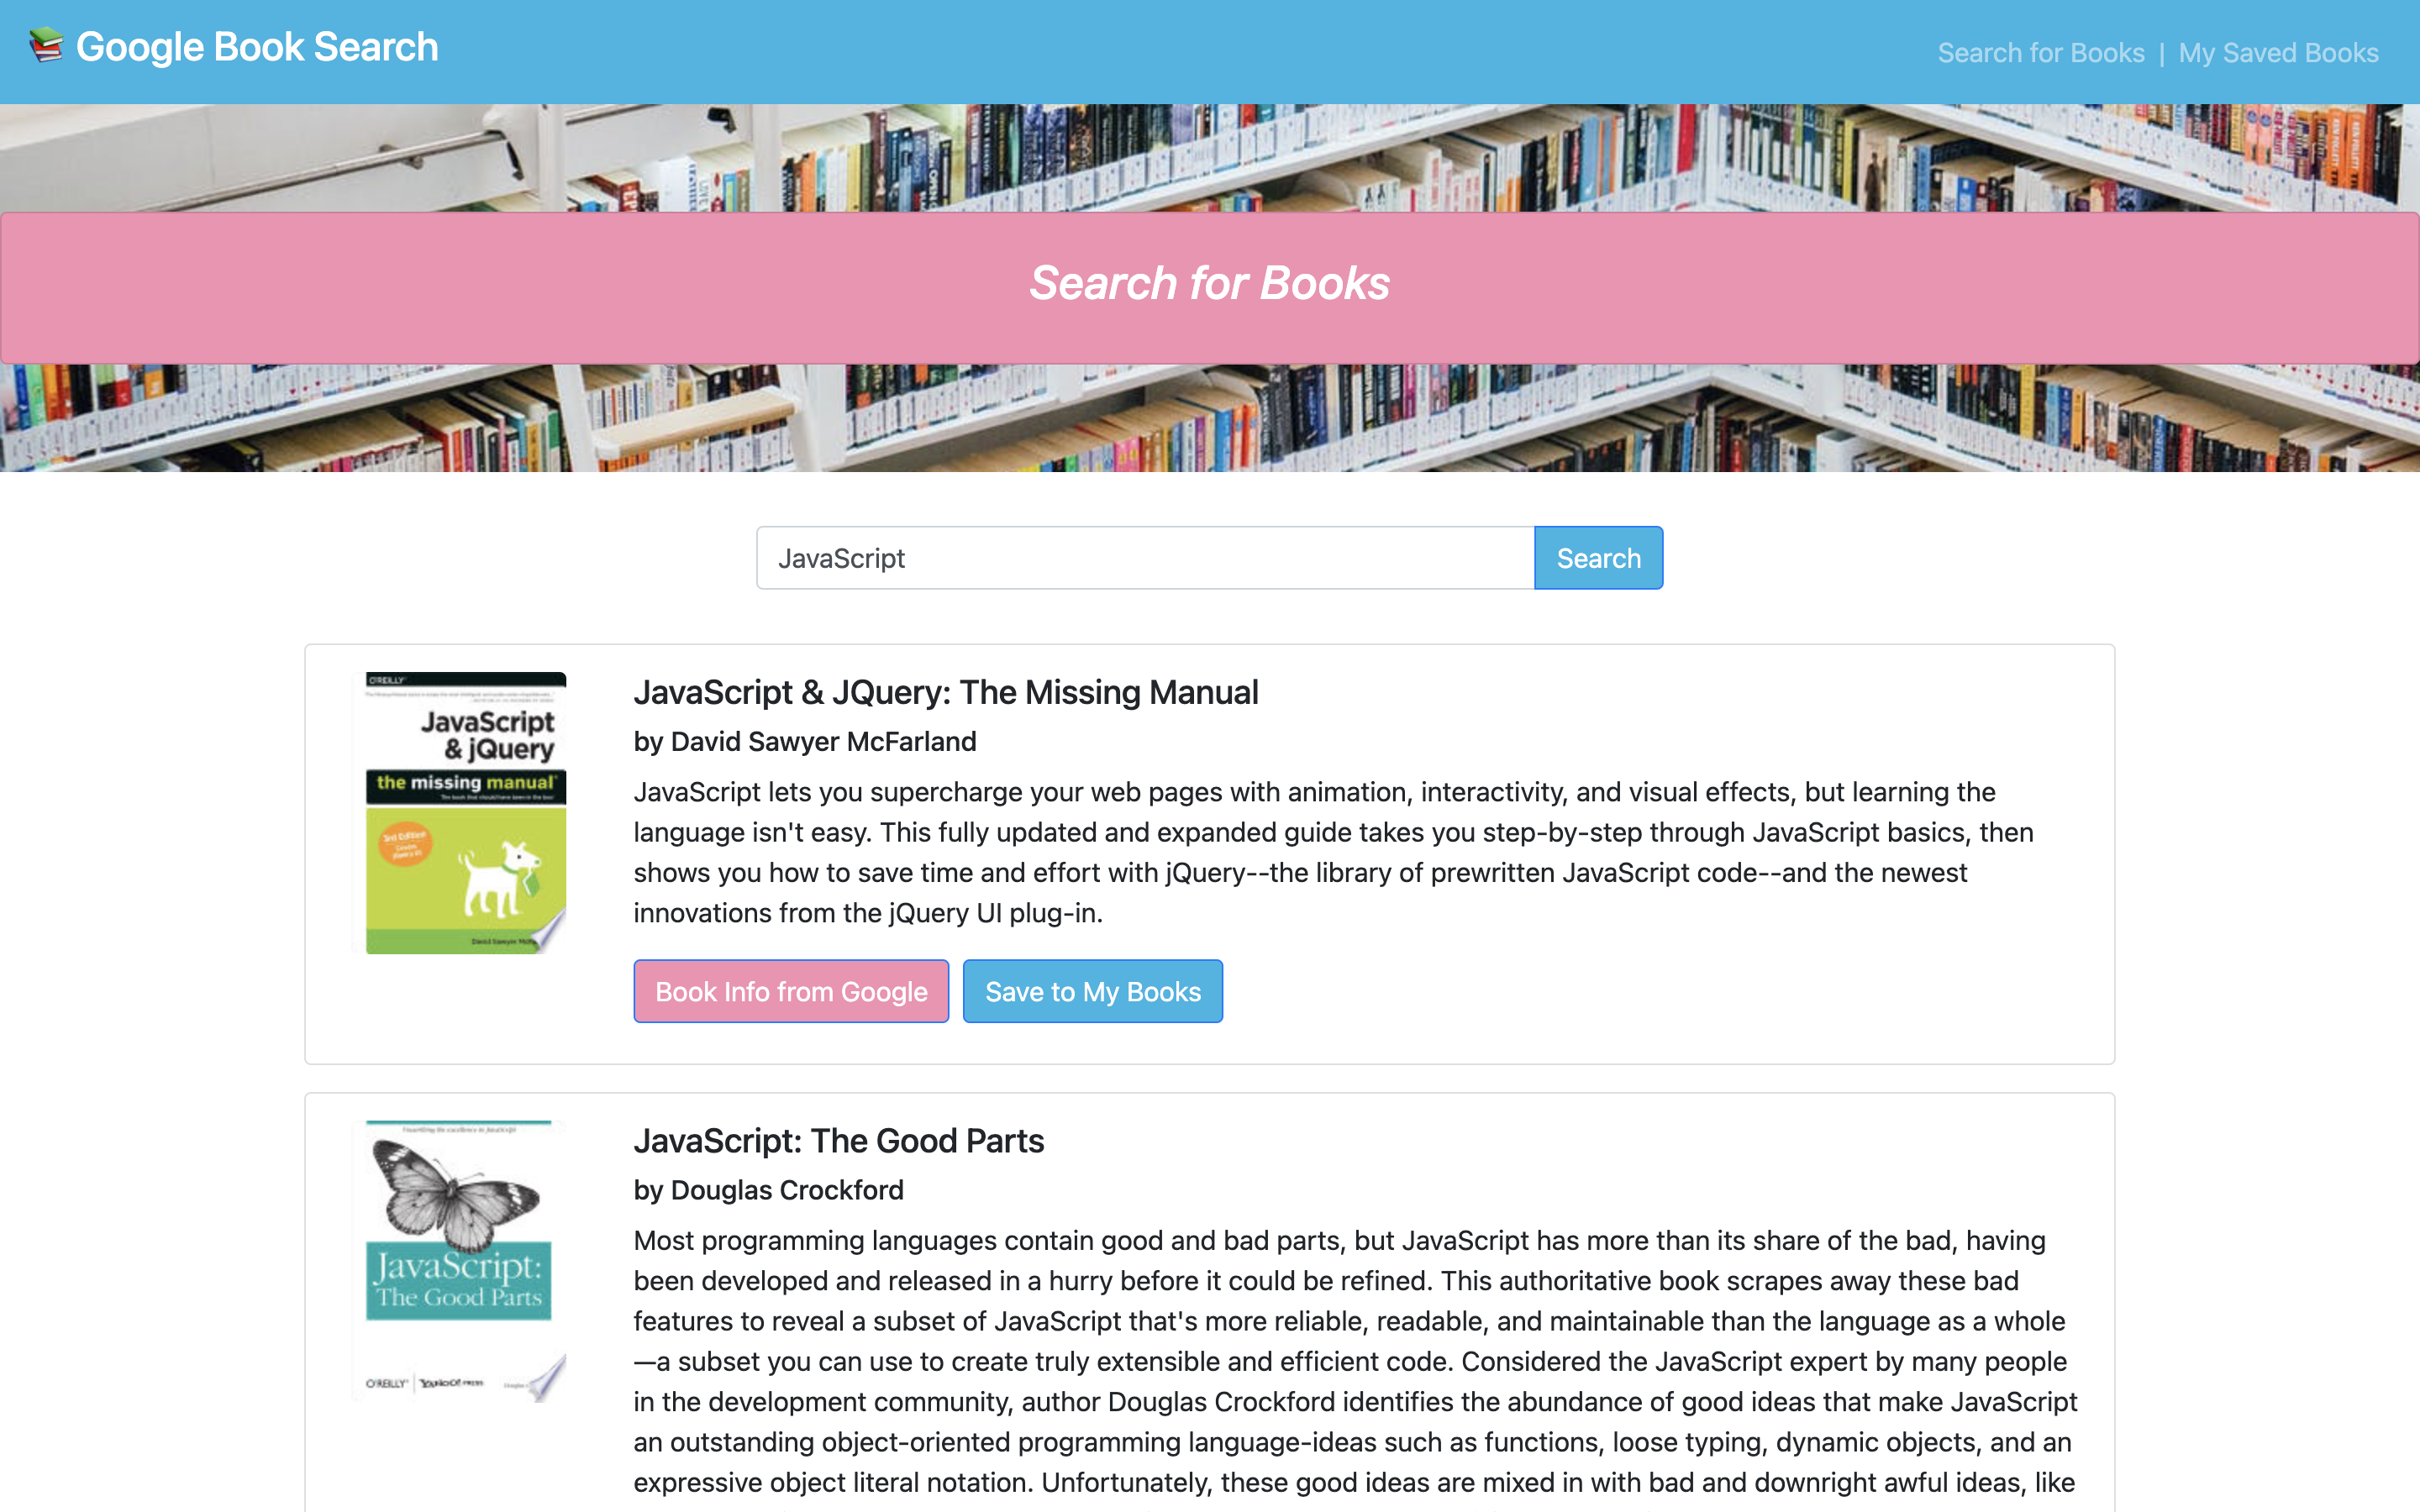 Google Book Search
Search for Books | My Saved Books
Search for Books
JavaScript
Search
O'REILLY
JavaScript
& jQuery
the missing manual
3rd Edition
David Sawyer
JavaScript & JQuery: The Missing Manual
by David Sawyer McFarland
JavaScript lets you supercharge your web pages with animation, interactivity, and visual effects, but learning the
language isn't easy. This fully updated and expanded guide takes you step-by-step through JavaScript basics, then
shows you how to save time and effort with jQuery--the library of prewritten JavaScript code--and the newest
innovations from the jQuery UI plug-in.
Book Info from Google
Save to My Books
JavaScript:
The Good Parts
O'REILLY YAHOO! PRESS
JavaScript: The Good Parts
by Douglas Crockford
Most programming languages contain good and bad parts, but JavaScript has more than its share of the bad, having
been developed and released in a hurry before it could be refined. This authoritative book scrapes away these bad
features to reveal a subset of JavaScript that's more reliable, readable, and maintainable than the language as a whole
—a subset you can use to create truly extensible and efficient code. Considered the JavaScript expert by many people
in the development community, author Douglas Crockford identifies the abundance of good ideas that make JavaScript
an outstanding object-oriented programming language-ideas such as functions, loose typing, dynamic objects, and an
expressive object literal notation. Unfortunately, these good ideas are mixed in with bad and downright awful ideas, like